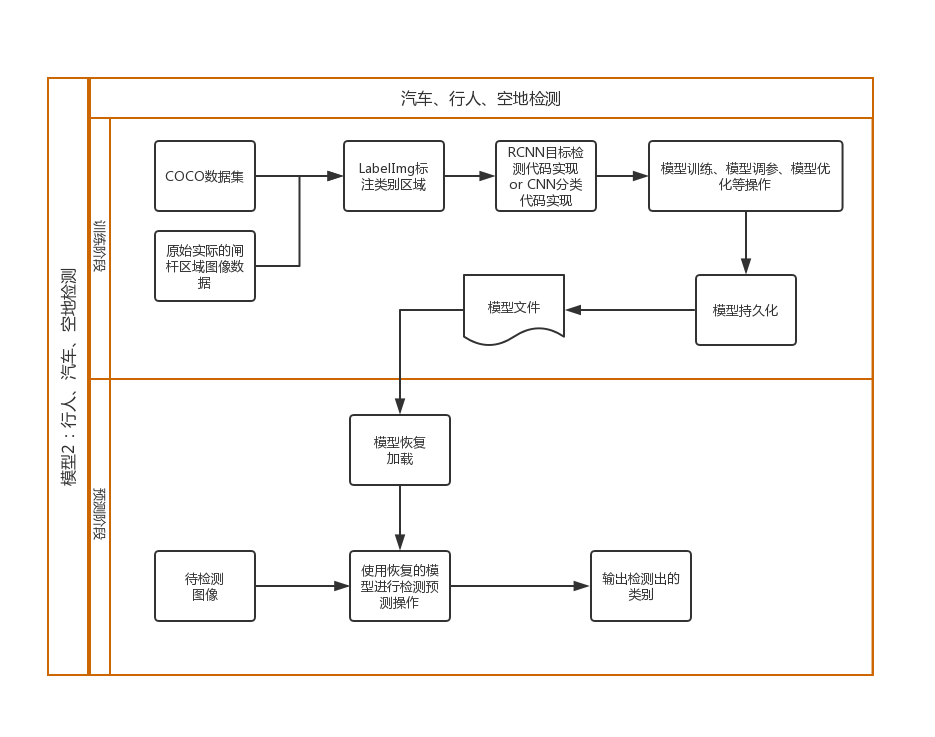 汽车、行人、空地检测
模型2：行人、汽车、空地检测
训练阶段
COCO数据集
LabelImg标
注类别区域
RCNN目标检
测代码实现
or CNN分类
代码实现
模型训练、模型调参、模型优
化等操作
原始实际的闸
杆区域图像数
据
模型文件
模型持久化
预测阶段
模型恢复
加载
待检测
图像
使用恢复的模
型进行检测预
测操作
输出检测出的
类别